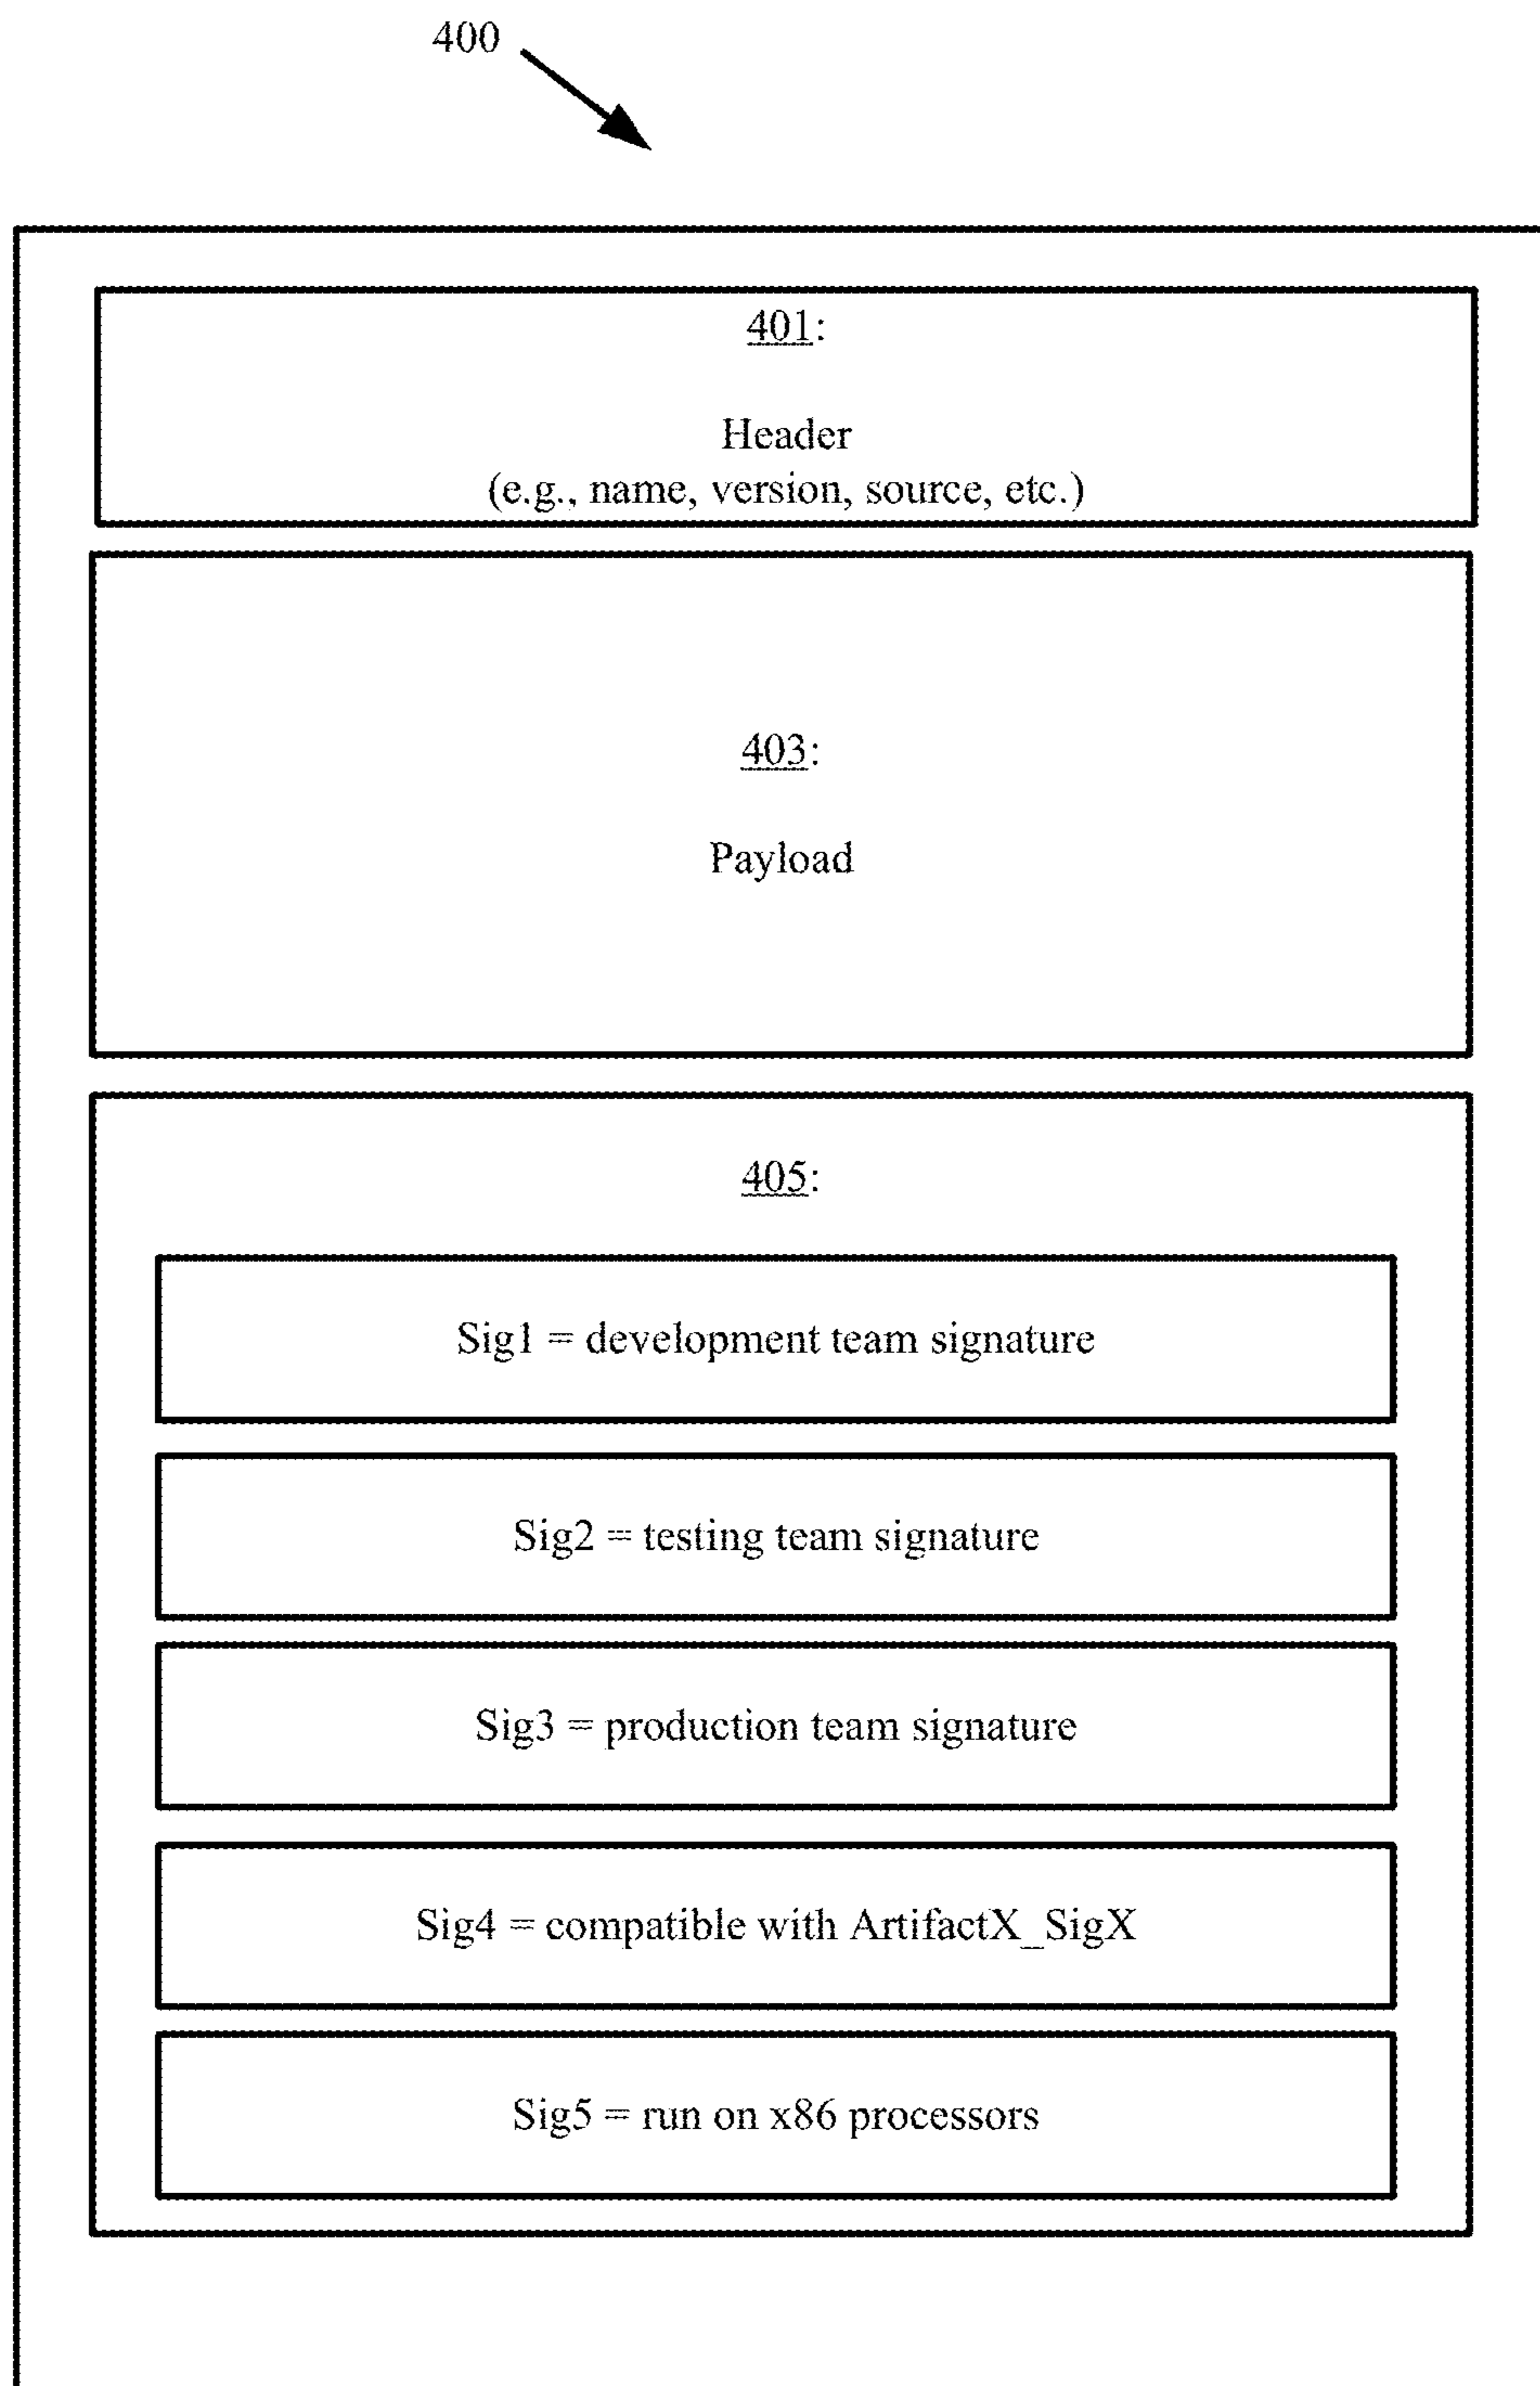 400
401:
Header
(e.g., name, version, source, etc.)
403:
Payload
405:
Sig1 = development team signature
Sig2 = testing team signature
Sig3 = production team signature
Sig4 = compatible with ArtifactX_SigX
Sig5 = run on x86 processors